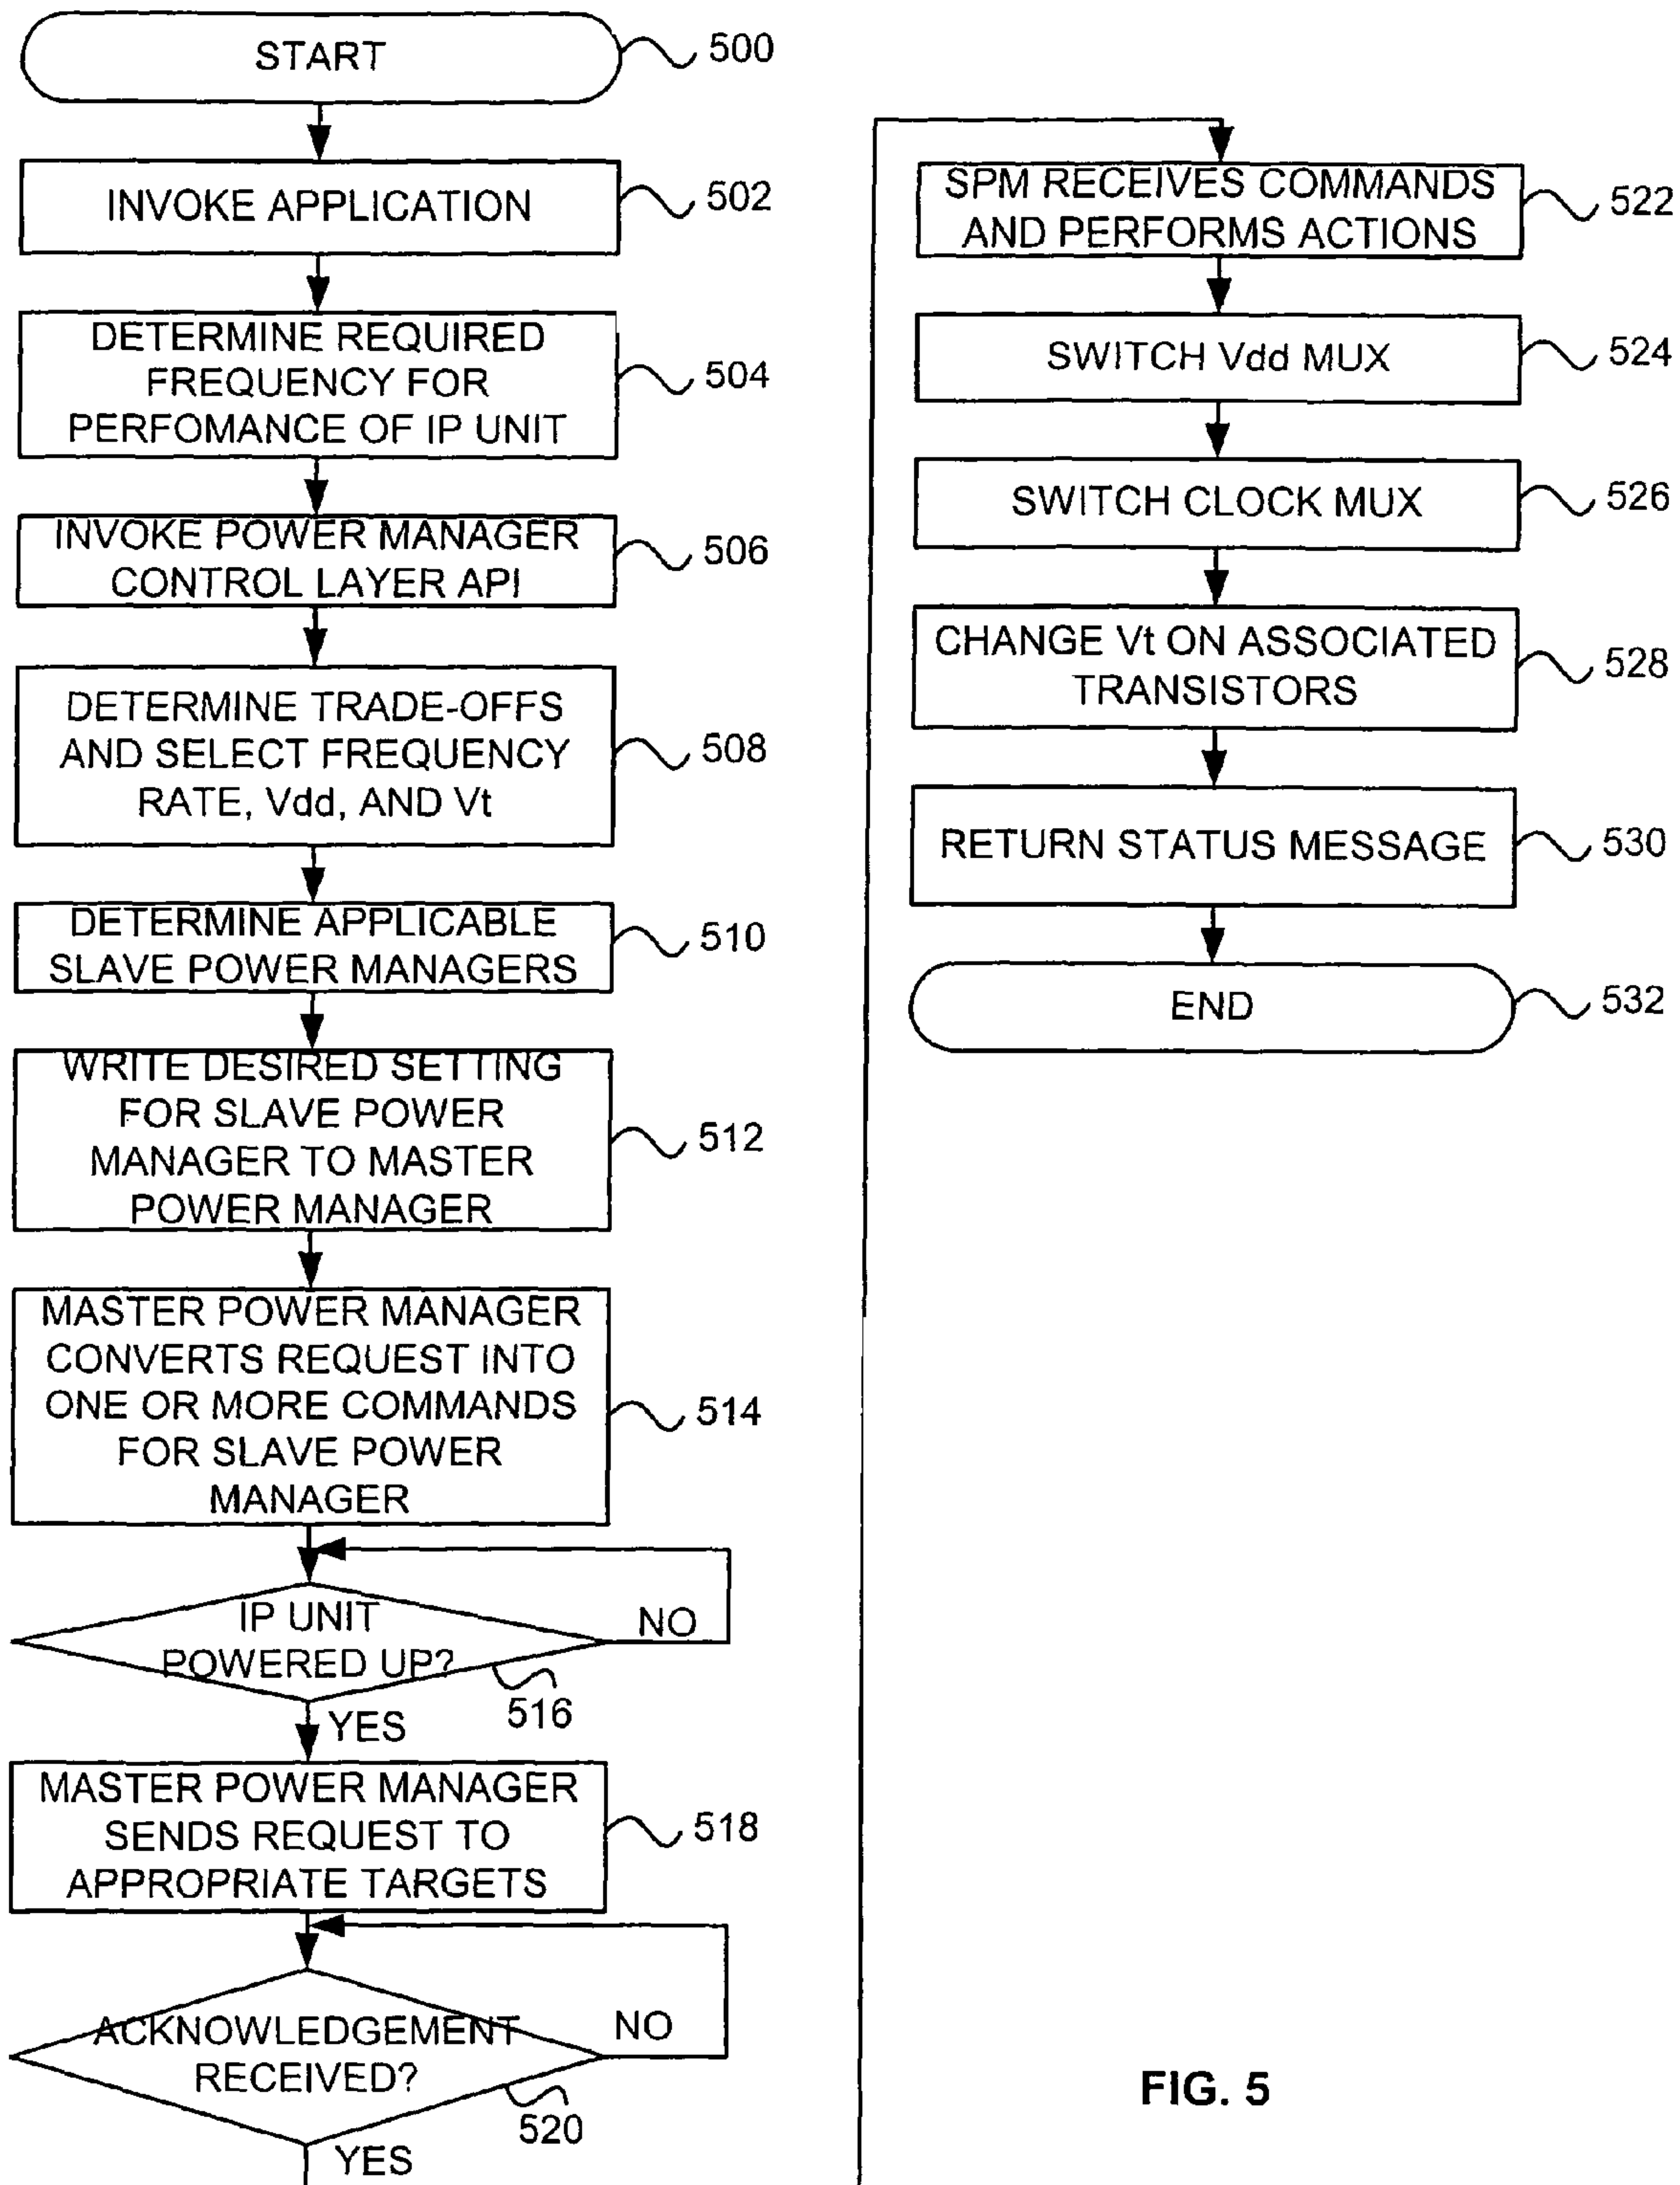 START
500
INVOKE APPLICATION
502
DETERMINE REQUIRED
FREQUENCY FOR
PERFOMANCE OF IP UNIT
504
INVOKE POWER MANAGER
CONTROL LAYER API
506
DETERMINE TRADE-OFFS
AND SELECT FREQUENCY
RATE, Vdd, AND Vt
508
DETERMINE APPLICABLE
SLAVE POWER MANAGERS
510
WRITE DESIRED SETTING
FOR SLAVE POWER
MANAGER TO MASTER
POWER MANAGER
512
MASTER POWER MANAGER
CONVERTS REQUEST INTO
ONE OR MORE COMMANDS
FOR SLAVE POWER
MANAGER
514
IP UNIT
POWERED UP?
NO
516
YES
MASTER POWER MANAGER
SENDS REQUEST TO
APPROPRIATE TARGETS
518
ACKNOWLEDGEMENT
RECEIVED?
NO
520
YES
SPM RECEIVES COMMANDS
AND PERFORMS ACTIONS
522
SWITCH Vdd MUX
524
SWITCH CLOCK MUX
526
CHANGE Vt ON ASSOCIATED
TRANSISTORS
528
RETURN STATUS MESSAGE
530
END
532
FIG. 5